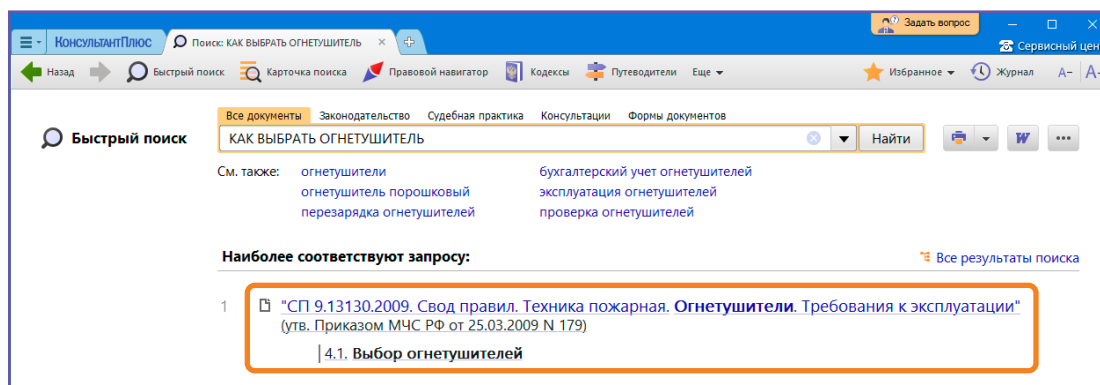 Задать вопрос
КонсультантПлюс Поиск: КАК ВЫБРАТЬ ОГНЕТУШИТЕЛЬ
Сервисный цен
Назад Быстрый поиск Карточка поиска Правовой навигатор Кодексы Путеводители Еще Избранное Журнал A- A-
Все документы Законодательство Судебная практика Консультации Формы документов
Быстрый поиск КАК ВЫБРАТЬ ОГНЕТУШИТЕЛЬ Найти W
См. также: огнетушители бухгалтерский учет огнетушителей
огнетушитель порошковый эксплуатация огнетушителей
перезарядка огнетушителей проверка огнетушителей
Наиболее соответствуют запросу: Все результаты поиска
1 "СП 9.13130.2009. Свод правил. Техника пожарная. Огнетушители. Требования к эксплуатации"
(утв. Приказом МЧС РФ от 25.03.2009 N 179)
4.1. Выбор огнетушителей